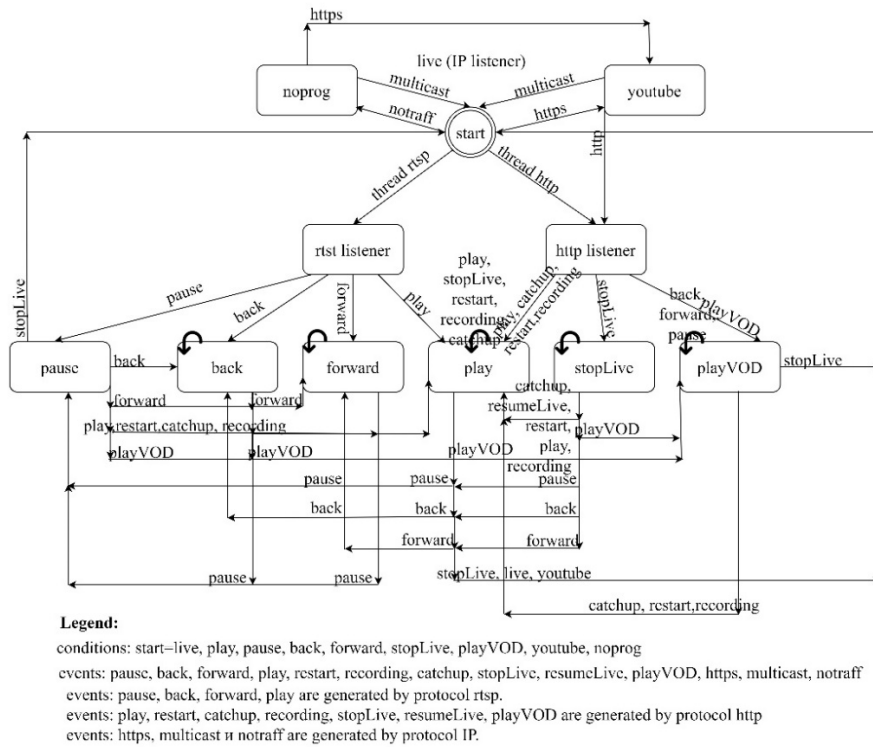 https
live (IP listener)
noprog
multicast
multicast
youtube
notraff
https
start
http
thread rtsp
thread http
rtst listener
http listener
play,
stopLive,
restart,
recording,
catchup
play, catchup,
restart,recording
stopLive
pause
back
forward
play
stopLive
back,
forward,
pause
playVOD
pause
back
back
forward
play
stopLive
playVOD
stopLive
forward
forward
catchup,
resumeLive,
restart,
play,
recording
play,restart,catchup, recording
playVOD
playVOD
playVOD
playVOD
pause
pause
pause
back
back
back
forward
forward
pause
pause
stopLive, live, youtube
catchup, restart,recording
Legend:
conditions: start–live, play, pause, back, forward, stopLive, playVOD, youtube, noprog
events: pause, back, forward, play, restart, recording, catchup, stopLive, resumeLive, playVOD, https, multicast, notraff
events: pause, back, forward, play are generated by protocol rtsp.
events: play, restart, catchup, recording, stopLive, resumeLive, playVOD are generated by protocol http
events: https, multicast и notraff are generated by protocol IP.